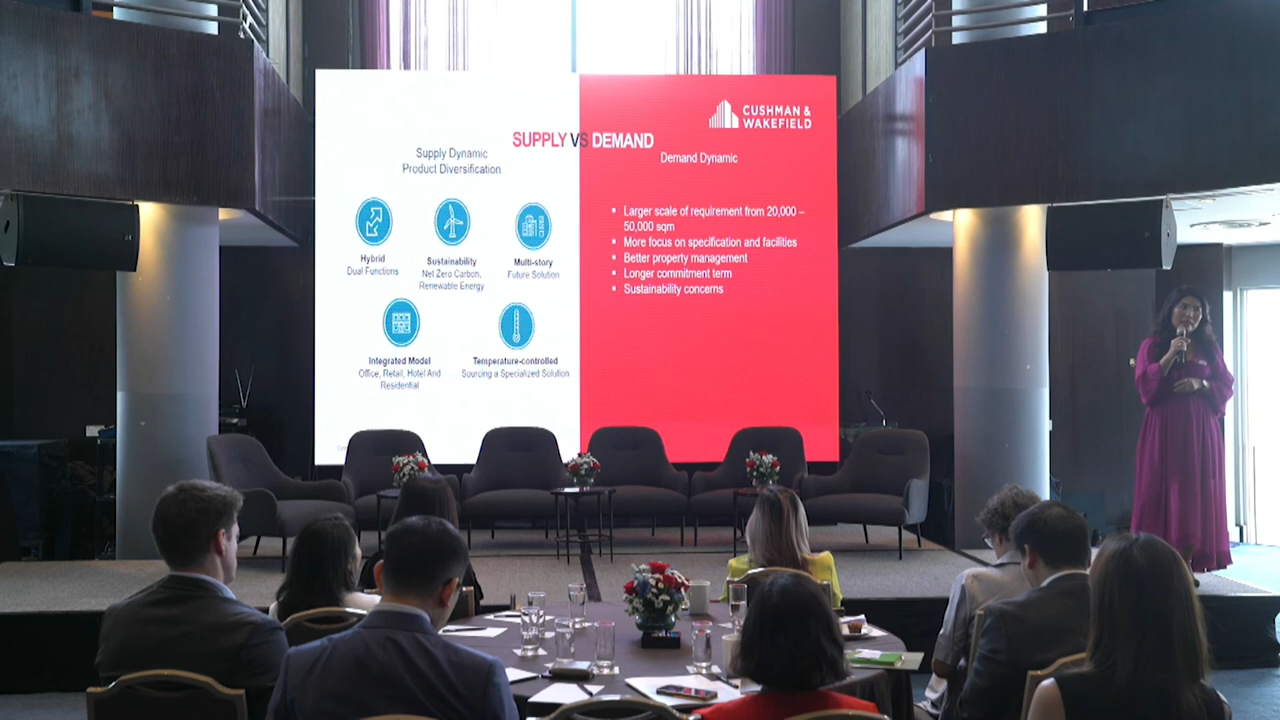 CUSHMAN &
WAKEFIELD
SUPPLY VS DEMAND
Supply Dynamic
Product Diversification
Hybrid
Dual Functions
Sustainability
Net Zero Carbon,
Renewable Energy
Multi-story
Future Solution
Integrated Model
Office, Retail, Hotel And
Residential
Temperature-controlled
Sourcing a Specialized Solution
Demand Dynamic
▪ Larger scale of requirement from 20,000 –
50,000 sqm
▪ More focus on specification and facilities
▪ Better property management
▪ Longer commitment term
▪ Sustainability concerns